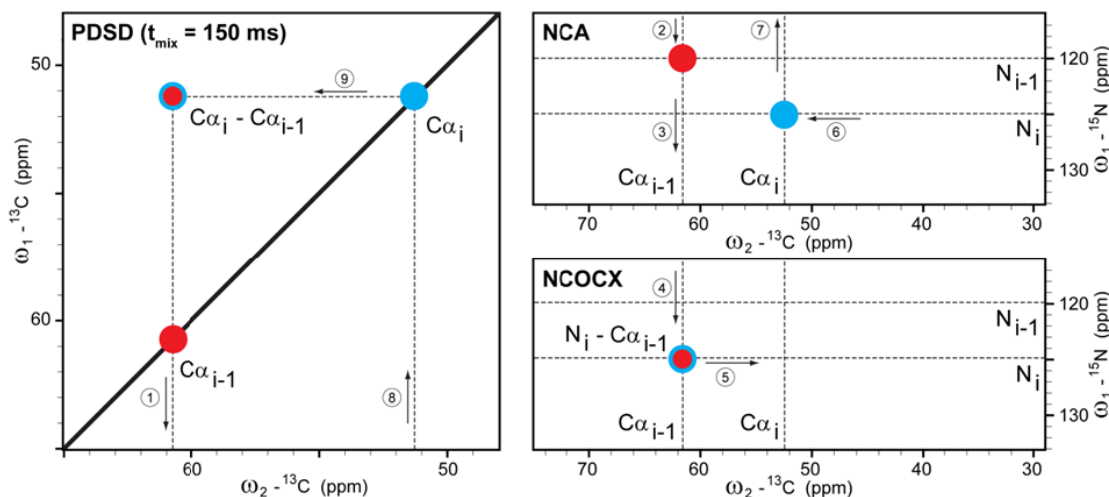 PDSD (tmix = 150 ms)
50
60
ω1 - 13C (ppm)
⑨
Cαi - Cαi-1
Cαi
Cαi-1
①
⑧
60
50
ω2 - 13C (ppm)
NCA
②
⑦
Ni-1
③
⑥
Ni
Cαi-1
Cαi
120
130
ω1 - 15N (ppm)
70
60
50
40
30
ω2 - 13C (ppm)
NCOCX
④
Ni-1
Ni - Cαi-1
⑤
Ni
Cαi-1
Cαi
120
130
ω1 - 15N (ppm)
70
60
50
40
30
ω2 - 13C (ppm)